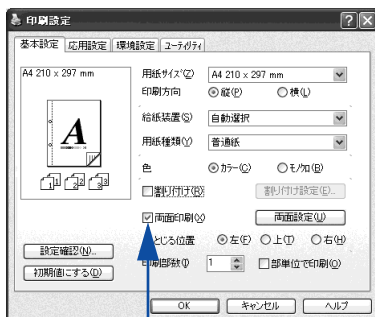 印刷設定
基本設定 応用設定 環境設定 ユーティリティ
A4 210 x 297 mm
用紙サイズ(Z) A4 210 x 297 mm
印刷方向 縦(P) 横(L)
給紙装置(S) 自動選択
用紙種類(Y) 普通紙
色 カラー(C) モノクロ(B)
割り付け(R) 割り付け設定(E)...
両面印刷(X) 両面設定(U)
とじる位置 左(F) 上(T) 右(H)
設定確認(N)...
印刷部数(I) 1 部単位で印刷(O)
初期値にする(D)
OK キャンセル ヘルプ
A
1 1 2 2 3 3